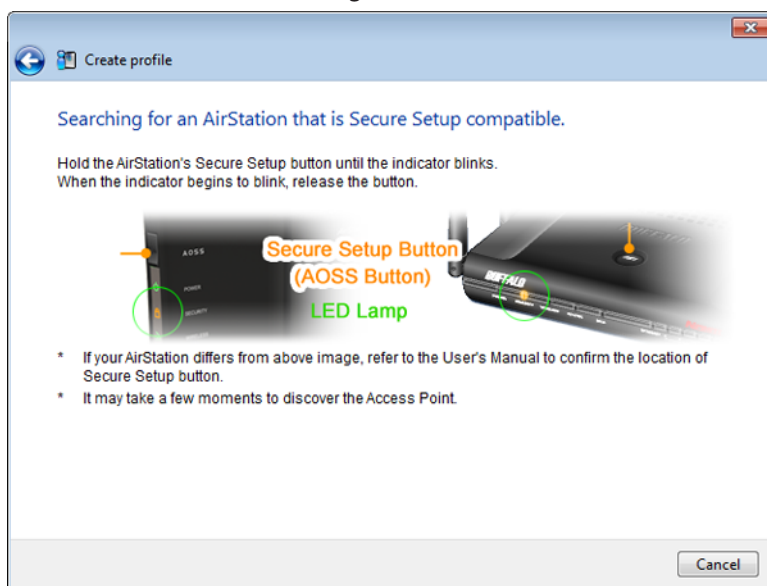 Create profile
Searching for an AirStation that is Secure Setup compatible.
Hold the AirStation's Secure Setup button until the indicator blinks.
When the indicator begins to blink, release the button.
AOSS
POWER
SECURITY
Secure Setup Button
(AOSS Button)
LED Lamp
BUFFALO
* If your AirStation differs from above image, refer to the User's Manual to confirm the location of
Secure Setup button.
* It may take a few moments to discover the Access Point.
Cancel